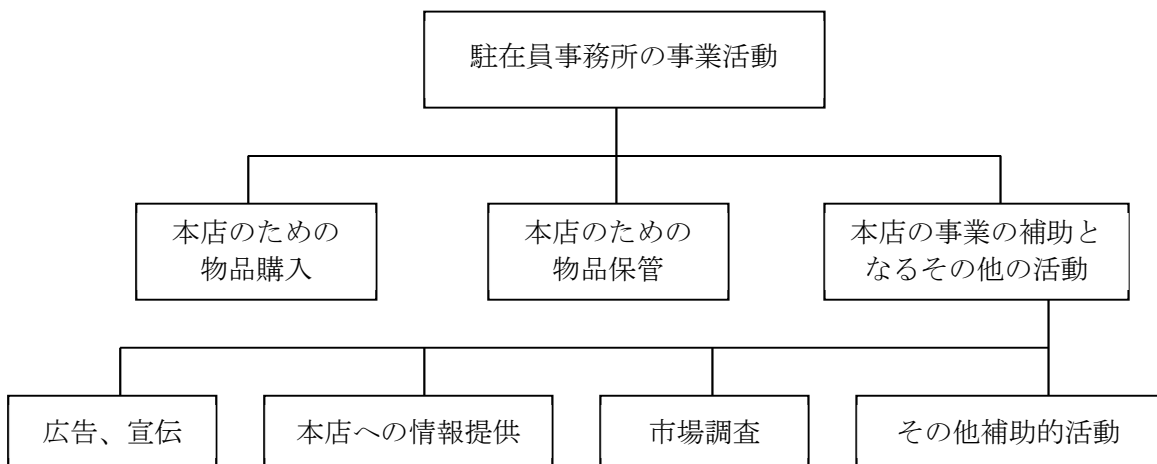 駐在員事務所の事業活動
本店のための
物品購入
本店のための
物品保管
本店の事業の補助と
なるその他の活動
広告、宣伝
本店への情報提供
市場調査
その他補助的活動